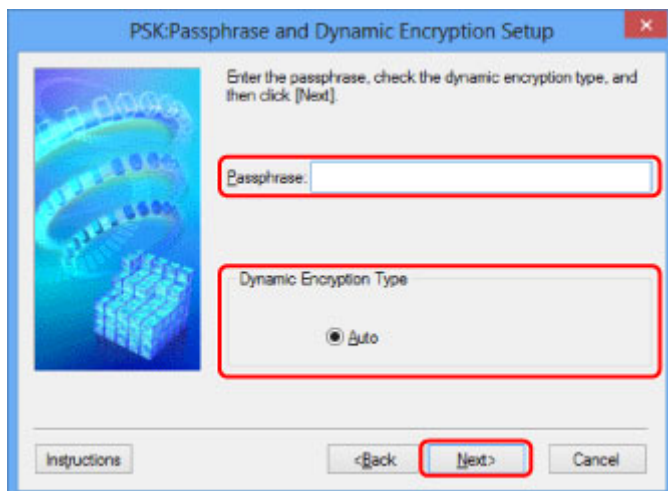 PSK:Passphrase and Dynamic Encryption Setup
Enter the passphrase, check the dynamic encryption type, and
then click [Next].
Passphrase:
Dynamic Encryption Type
Auto
Instructions
<Back
Next>
Cancel